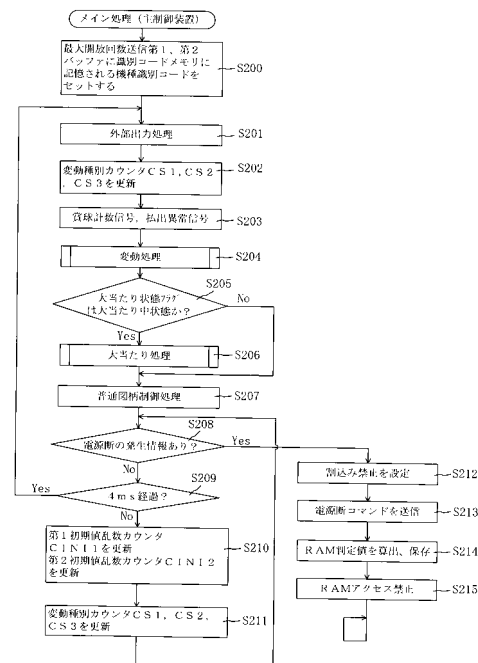 メイン処理（主制御装置）
最大開放回数送信第１、第２
バッファに識別コードメモリに
記憶される機種識別コードを
セットする
S200
外部出力処理
S201
変動種別カウンタＣＳ１,ＣＳ２
，ＣＳ３を更新
S202
賞球計数信号，払出異常信号
S203
変動処理
S204
S205
大当たり状態フラグ
は大当たり中状態か？
No
Yes
大当たり処理
S206
普通図柄制御処理
S207
S208
電源断の発生情報あり？
Yes
No
S209
Yes
４ｍｓ経過？
No
第１初期値乱数カウンタ
ＣＩＮＩ１を更新
第２初期値乱数カウンタＣＩＮＩ２
を更新
S210
変動種別カウンタＣＳ１，ＣＳ２、
ＣＳ３を更新
S211
割込み禁止を設定
S212
電源断コマンドを送信
S213
ＲＡＭ判定値を算出、保存
S214
ＲＡＭアクセス禁止
S215